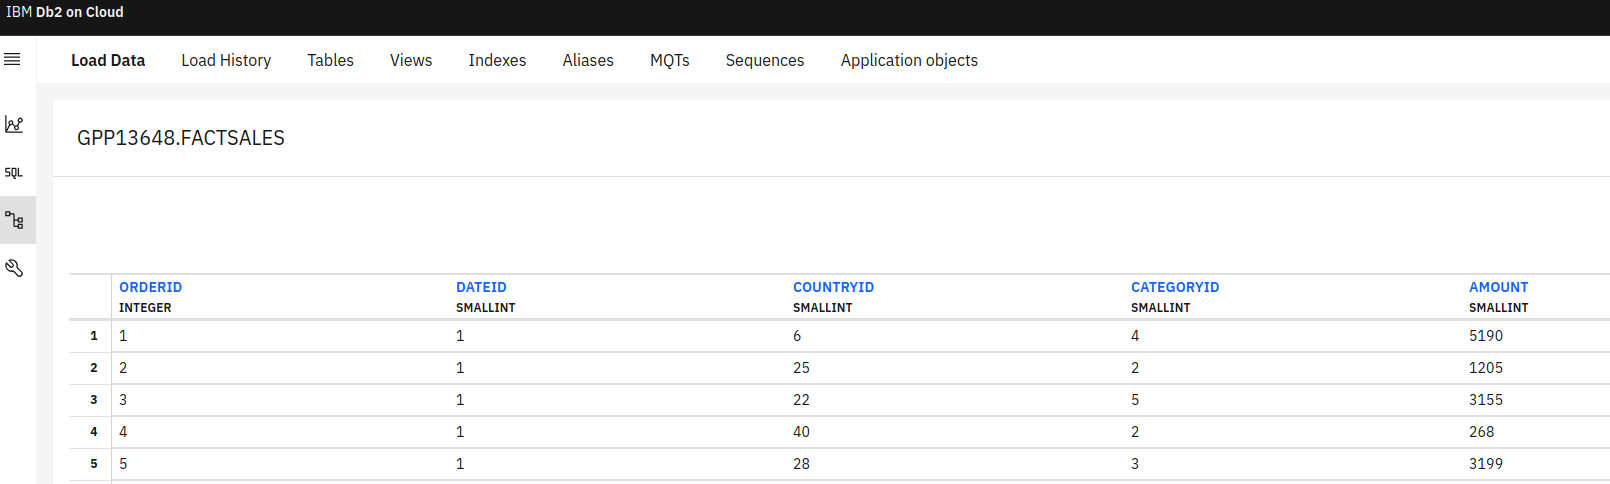 IBM Db2 on Cloud
Load Data Load History Tables Views Indexes Aliases MQTs Sequences Application objects
GPP13648.FACTSALES
SQL
ORDERID DATEID COUNTRYID CATEGORYID AMOUNT
INTEGER SMALLINT SMALLINT SMALLINT SMALLINT
1 1 1 6 4 5190
2 2 1 25 2 1205
3 3 1 22 5 3155
4 4 1 40 2 268
5 5 1 28 3 3199